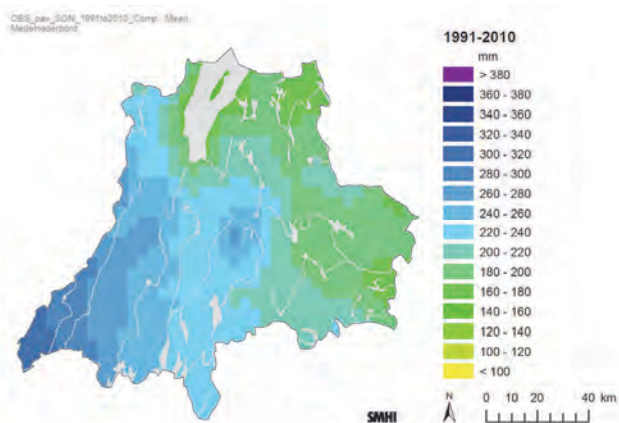 OBS_pav_SON_1991to2010_Comp Mean
Medelnederbörd
1991-2010
mm
> 380
360 - 380
340 - 360
320 - 340
300 - 320
280 - 300
260 - 280
240 - 260
220 - 240
200 - 220
180 - 200
160 - 180
140 - 160
120 - 140
100 - 120
< 100
SMHI
N
0 10 20 40 km